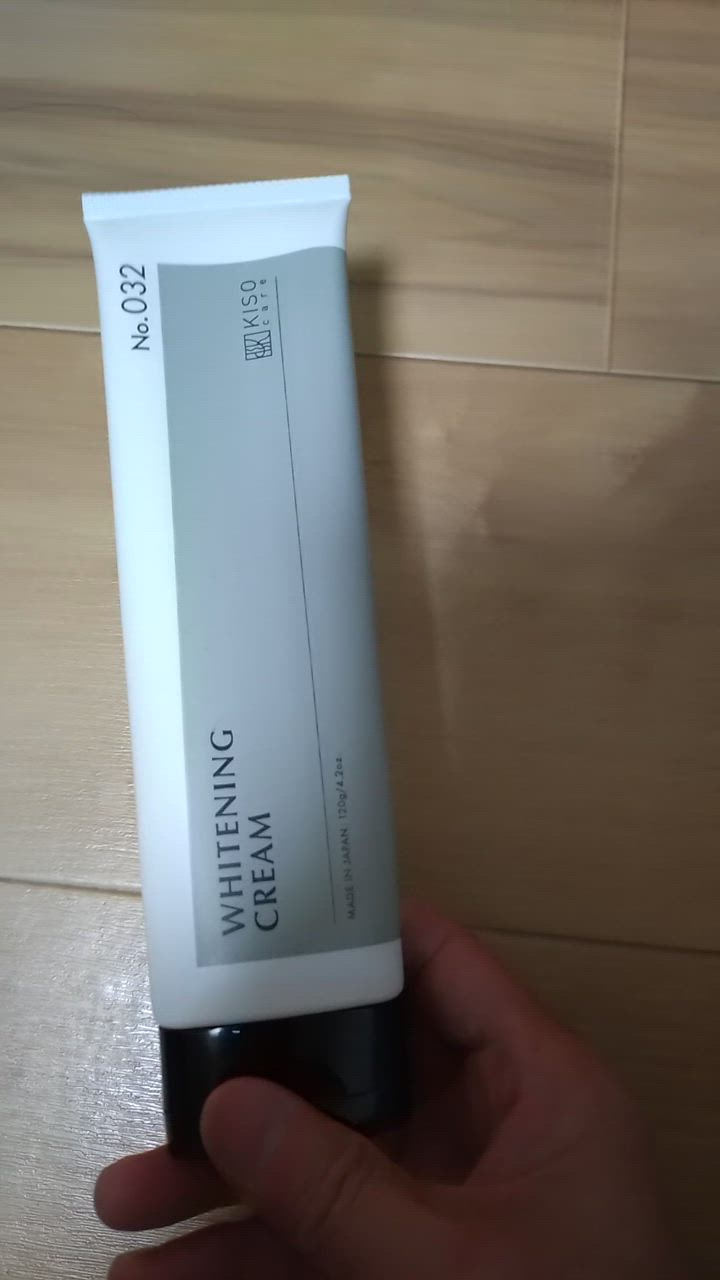 No.032
KISO
care
WHITENING
CREAM
MADE IN JAPAN 120g/4.2oz